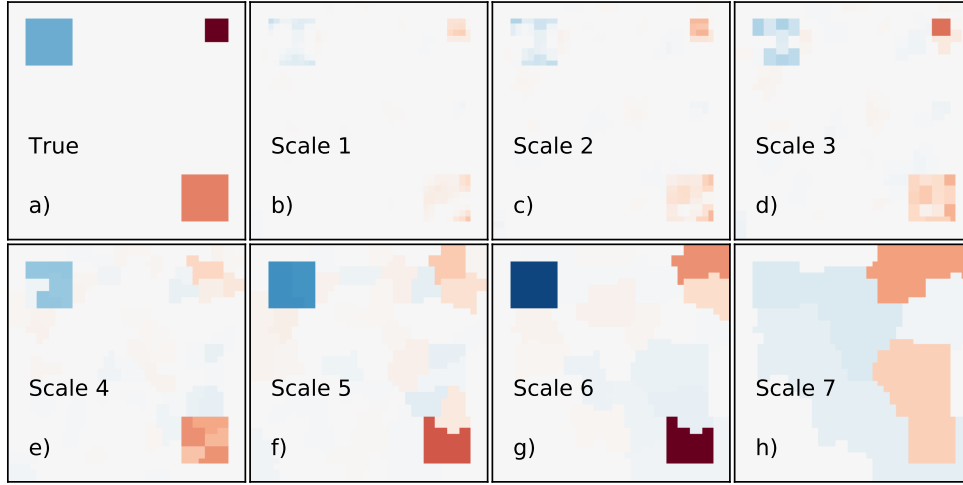 True
a)
Scale 1
b)
Scale 2
c)
Scale 3
d)
Scale 4
e)
Scale 5
f)
Scale 6
g)
Scale 7
h)